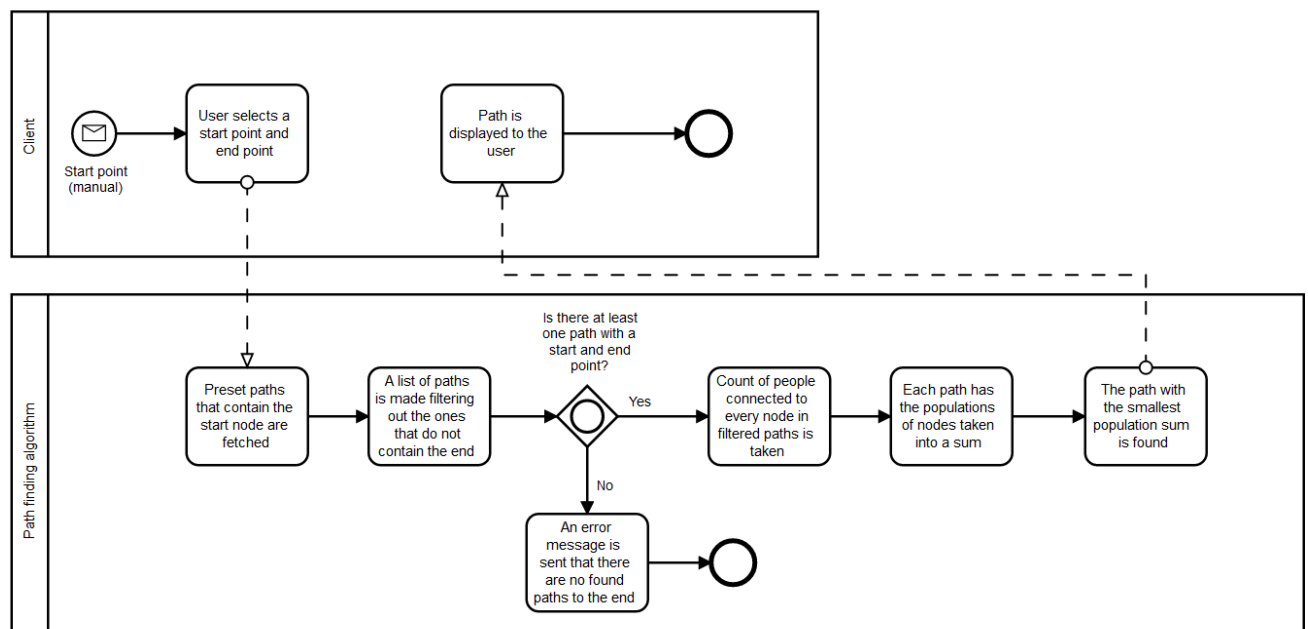 Client
Start point
(manual)
User selects a
start point and
end point
Path is
displayed to the
user
Path finding algorithm
Preset paths
that contain the
start node are
fetched
A list of paths
is made filtering
out the ones
that do not
contain the end
Is there at least
one path with a
start and end
point?
Yes
No
An error
message is
sent that there
are no found
paths to the end
Count of people
connected to
every node in
filtered paths is
taken
Each path has
the populations
of nodes taken
into a sum
The path with
the smallest
population sum
is found